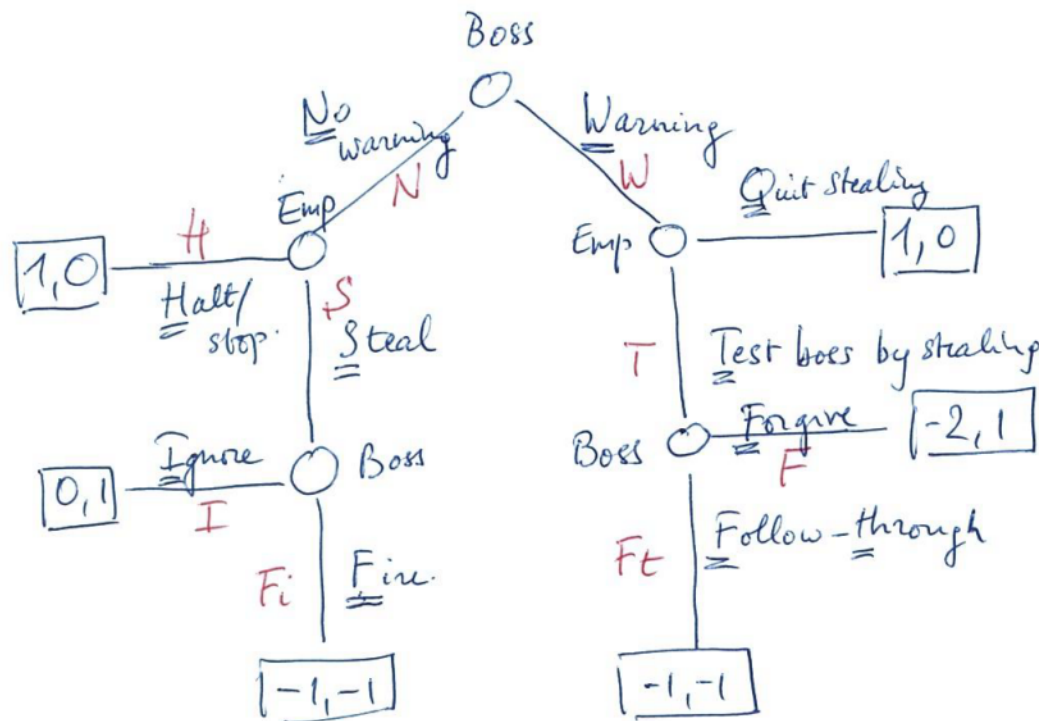 Boss
No
warning
N
Warning
W
Emp
H
1,0
Halt/
stop.
S
Steal
Emp
Quit stealing
1,0
T
Test boss by stealing
Ignore
0,1
I
Boss
Boss
Forgive
F
-2,1
Fi
Fire.
Ft
Follow-through
-1,-1
-1,-1